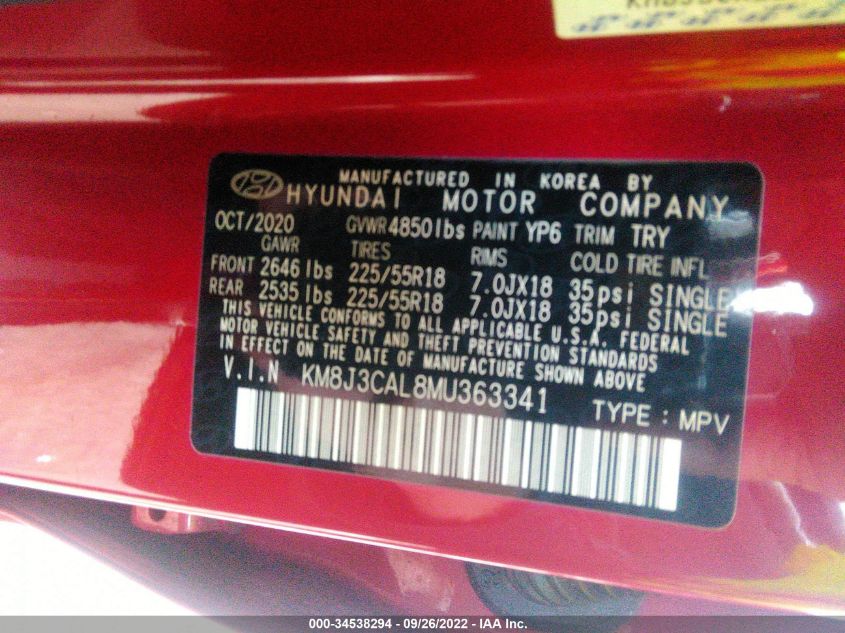 MANUFACTURED IN KOREA BY
HYUNDAI MOTOR COMPANY
OCT/2020 GVWR 4850lbs PAINT YP6 TRIM TRY
GAWR TIRES RIMS COLD TIRE INFL
FRONT 2646 lbs 225/55R18 7.0JX18 35psi SINGLE
REAR 2535 lbs 225/55R18 7.0JX18 35psi SINGLE
THIS VEHICLE CONFORMS TO ALL APPLICABLE U.S.A. FEDERAL
MOTOR VEHICLE SAFETY AND THEFT PREVENTION STANDARDS
IN EFFECT ON THE DATE OF MANUFACTURE SHOWN ABOVE
V.I.N KM8J3CAL8MU363341
TYPE : MPV
000-34538294 - 09/26/2022 - IAA Inc.